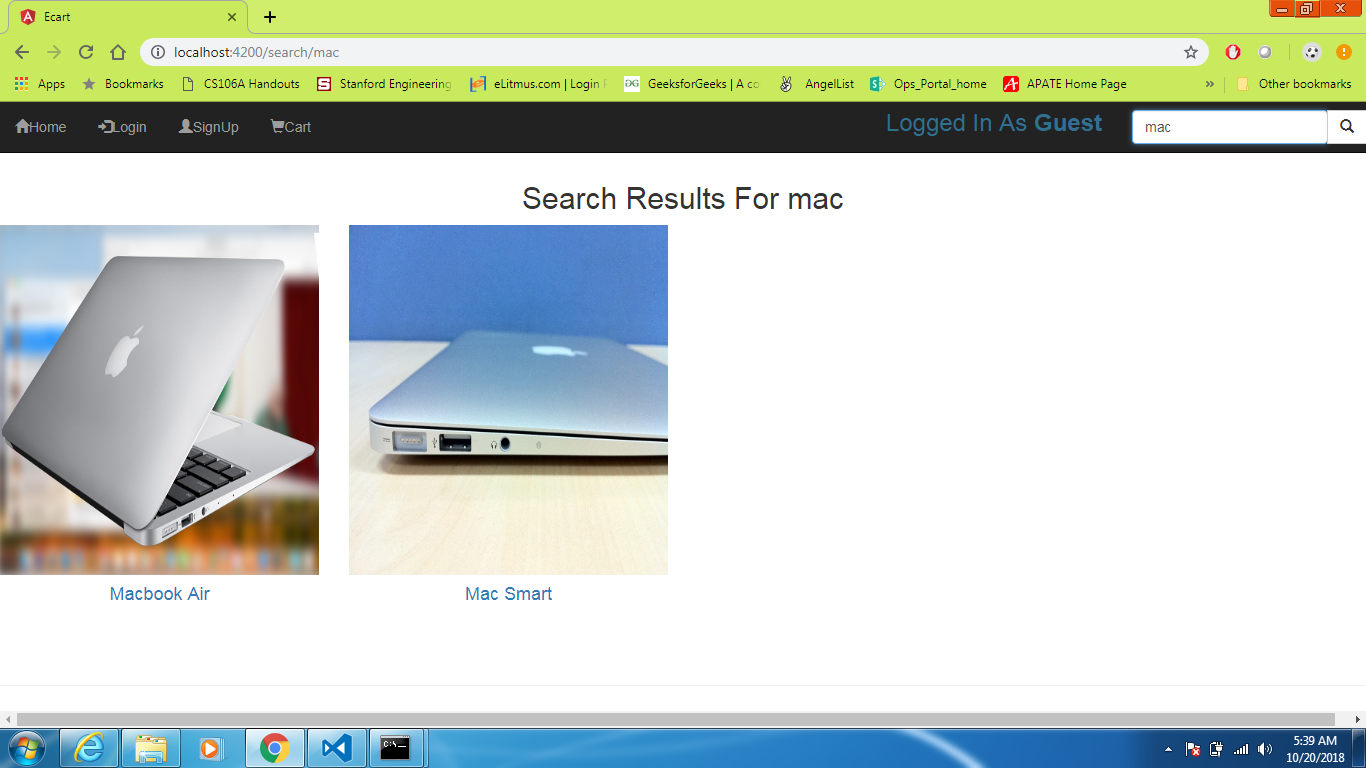 Ecart
localhost:4200/search/mac
Apps Bookmarks CS106A Handouts Stanford Engineering eLitmus.com | Login GeeksforGeeks | A co AngelList Ops_Portal_home APATE Home Page » Other bookmarks
Home Login SignUp Cart Logged In As Guest mac
Search Results For mac
Macbook Air Mac Smart
C:\_
5:39 AM
10/20/2018